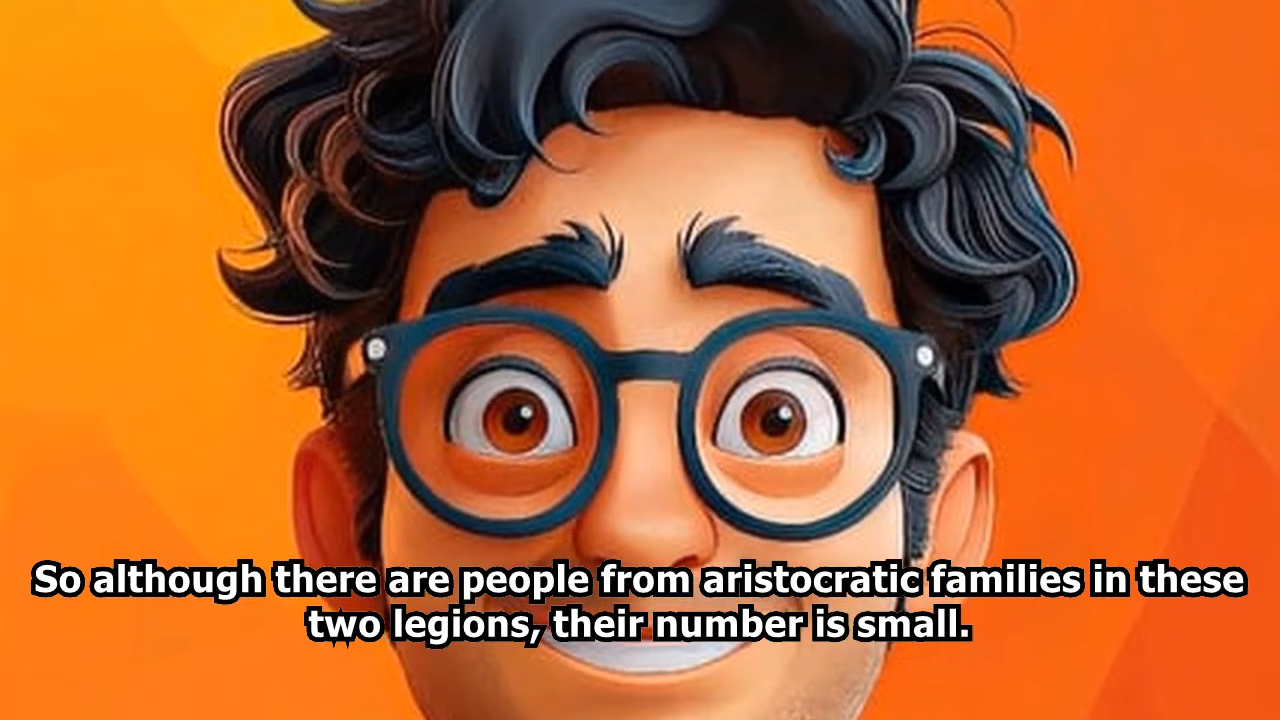 So although there are people from aristocratic families in these
two legions, their number is small.